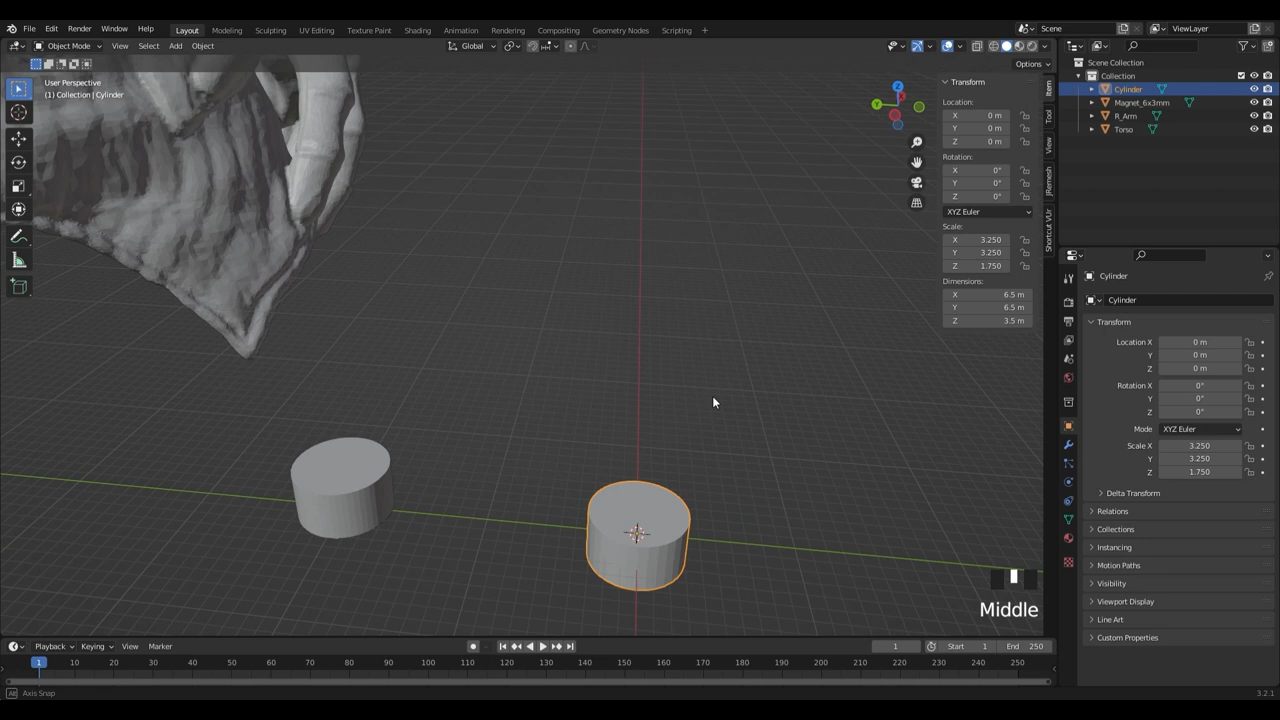 File Edit Render Window Help Layout Modeling Sculpting UV Editing Texture Paint Shading Animation Rendering Compositing Geometry Nodes Scripting Scene ViewLayer
Object Mode View Select Add Object Global
Options
User Perspective
(1) Collection | Cylinder
Transform
Location:
X 0 m
Y 0 m
Z 0 m
Rotation:
X 0°
Y 0°
Z 0°
XYZ Euler
Scale:
X 3.250
Y 3.250
Z 1.750
Dimensions:
X 6.5 m
Y 6.5 m
Z 3.5 m
Item
Tool
View
JRemesh
Shortcut VUr
Z
Y
Scene Collection
Collection
Cylinder
Magnet_6x3mm
R_Arm
Torso
Cylinder
Cylinder
Transform
Location X 0 m
Y 0 m
Z 0 m
Rotation X 0°
Y 0°
Z 0°
Mode XYZ Euler
Scale X 3.250
Y 3.250
Z 1.750
Delta Transform
Relations
Collections
Instancing
Motion Paths
Visibility
Viewport Display
Line Art
Custom Properties
Middle
Playback Keying View Marker 1 Start 1 End 250
1 10 20 30 40 50 60 70 80 90 100 110 120 130 140 150 160 170 180 190 200 210 220 230 240 250
Alt Axis Snap 3.2.1